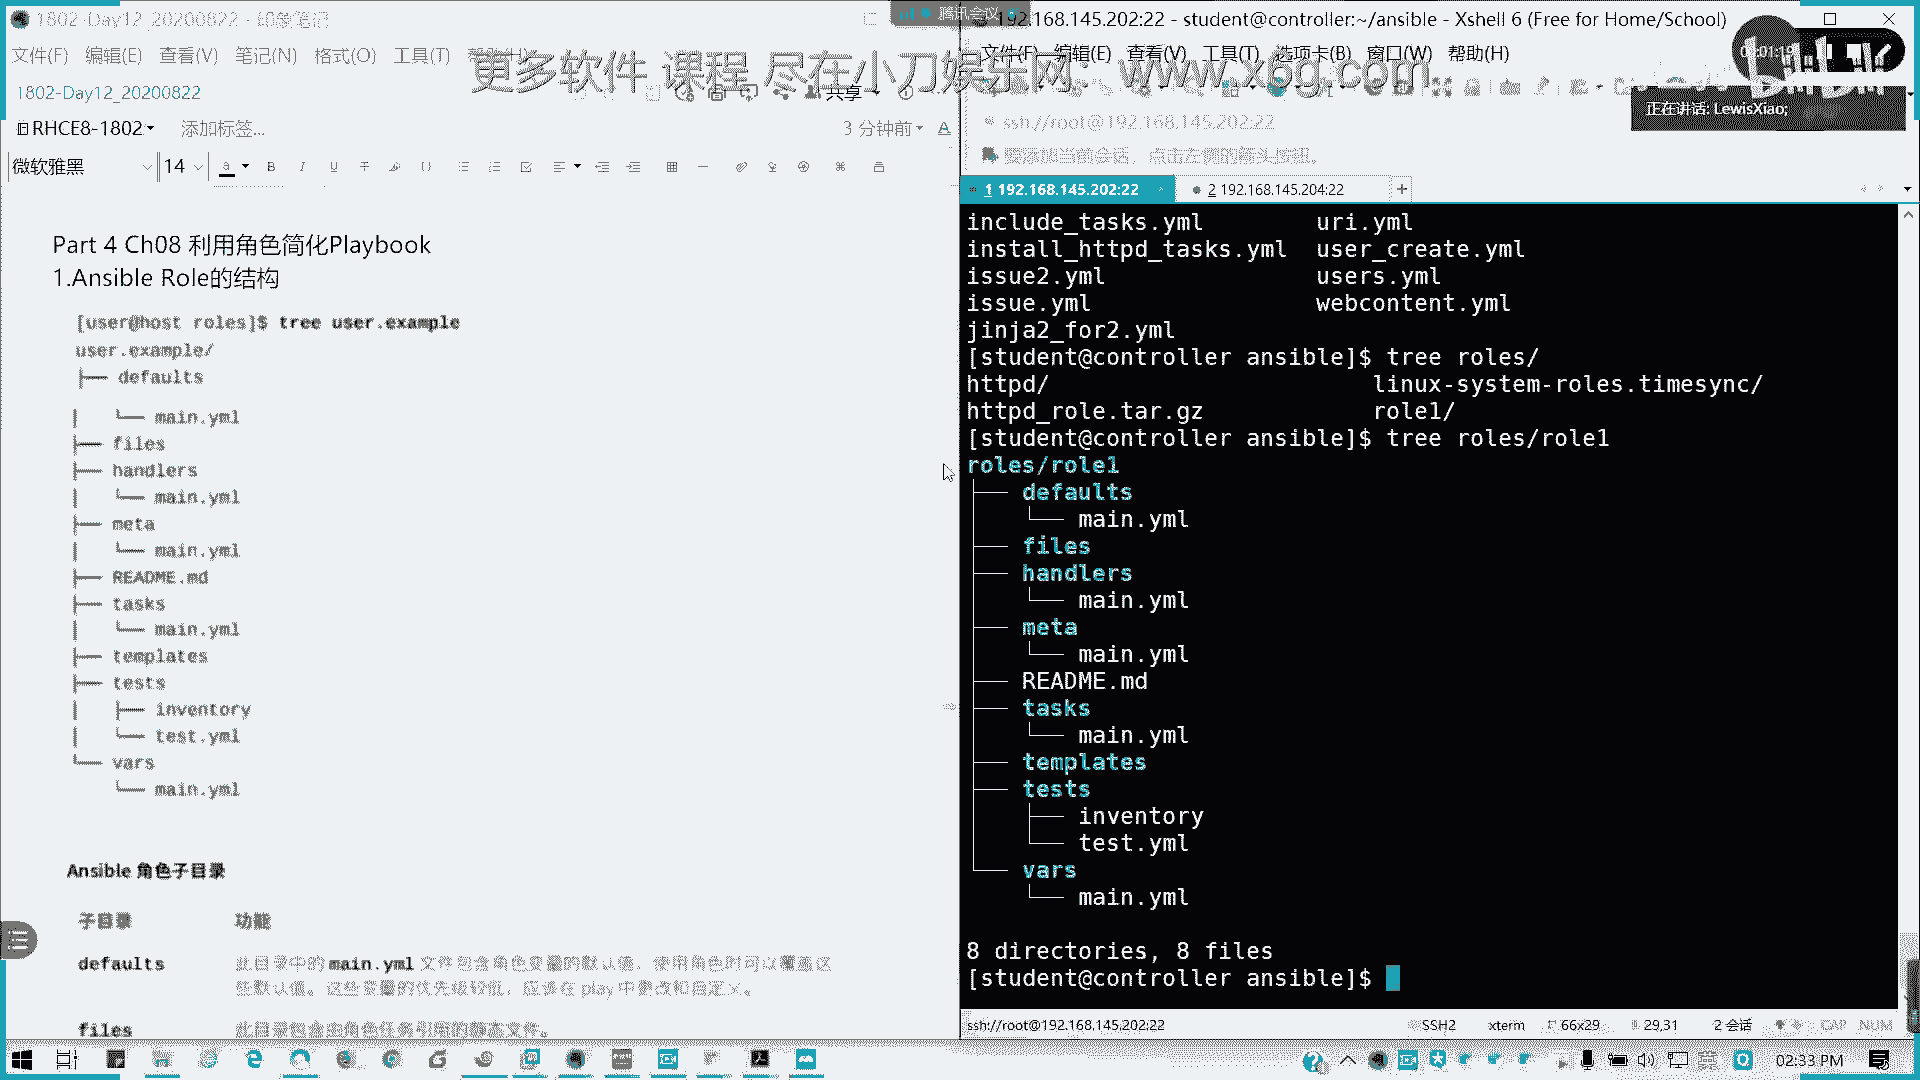 1802-Day12_20200822 - 印象笔记
文件(F) 编辑(E) 查看(V) 笔记(N) 格式(O) 工具(T) 帮助(H)
1802-Day12_20200822
RHCE8-1802 添加标签...
3 分钟前
共享
微软雅黑 14
Part 4 Ch08 利用角色简化Playbook
1.Ansible Role的结构
[user@host roles]$ tree user.example
user.example/
├── defaults
│   └── main.yml
├── files
├── handlers
│   └── main.yml
├── meta
│   └── main.yml
├── README.md
├── tasks
│   └── main.yml
├── templates
├── tests
│   ├── inventory
│   └── test.yml
└── vars
    └── main.yml
Ansible 角色子目录
子目录 功能
defaults 此目录中的 main.yml 文件包含角色变量的默认值，使用角色时可以覆盖这
些默认值。这些变量的优先级较低，应该在 play 中更改和自定义。
files 此目录包含由角色任务引用的静态文件。
更多软件 课程 尽在小刀娱乐网：www.x6g.com
腾讯会议
192.168.145.202:22 - student@controller:~/ansible - Xshell 6 (Free for Home/School)
文件(F) 编辑(E) 查看(V) 工具(T) 选项卡(B) 窗口(W) 帮助(H)
正在讲话: LewisXiao;
ssh://root@192.168.145.202:22
要添加当前会话，点击左侧的箭头按钮。
1 192.168.145.202:22 2 192.168.145.204:22 +
include_tasks.yml uri.yml
install_httpd_tasks.yml user_create.yml
issue2.yml users.yml
issue.yml webcontent.yml
jinja2_for2.yml
[student@controller ansible]$ tree roles/
httpd/ linux-system-roles.timesync/
httpd_role.tar.gz role1/
[student@controller ansible]$ tree roles/role1
roles/role1
├── defaults
│   └── main.yml
├── files
├── handlers
│   └── main.yml
├── meta
│   └── main.yml
├── README.md
├── tasks
│   └── main.yml
├── templates
├── tests
│   ├── inventory
│   └── test.yml
└── vars
    └── main.yml
8 directories, 8 files
[student@controller ansible]$
ssh://root@192.168.145.202:22 SSH2 xterm 66x29 29,31 2 会话 CAP NUM
英 02:33 PM